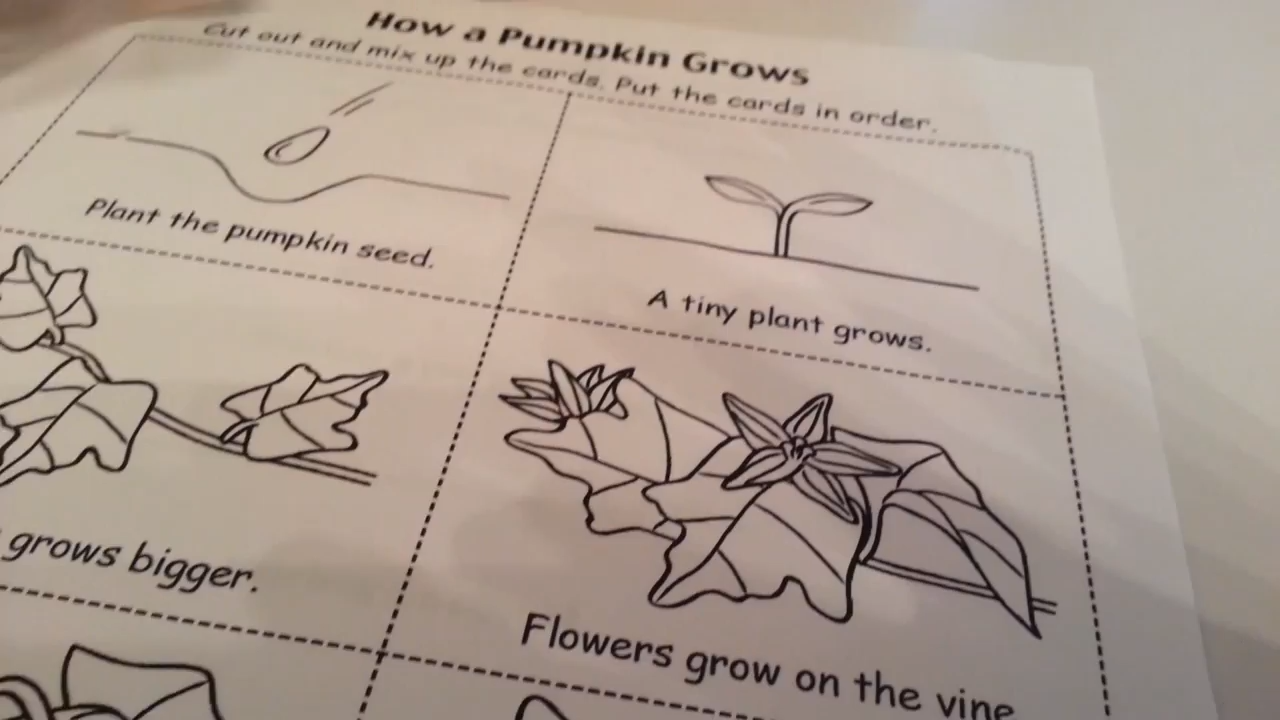 How a Pumpkin Grows
Cut out and mix up the cards. Put the cards in order.
Plant the pumpkin seed.
A tiny plant grows.
grows bigger.
Flowers grow on the vine